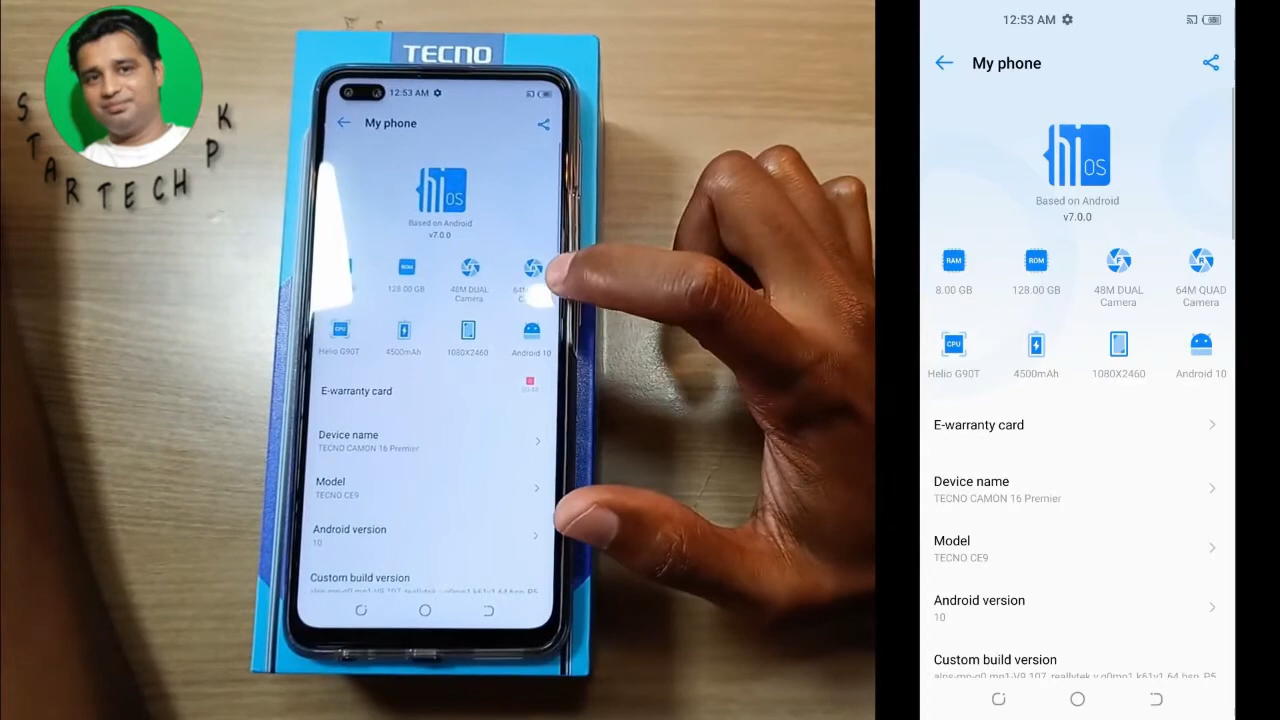 STARTECH PK
TECNO
12:53 AM
My phone
hi OS
Based on Android
v7.0.0
128.00 GB
48M DUAL
Camera
CPU
Helio G90T
4500mAh
1080X2460
Android 10
E-warranty card
Device name
TECNO CAMON 16 Premier
Model
TECNO CE9
Android version
10
Custom build version
12:53 AM
My phone
hi OS
Based on Android
v7.0.0
RAM
ROM
F
R
8.00 GB
128.00 GB
48M DUAL
Camera
64M QUAD
Camera
CPU
Helio G90T
4500mAh
1080X2460
Android 10
E-warranty card
Device name
TECNO CAMON 16 Premier
Model
TECNO CE9
Android version
10
Custom build version